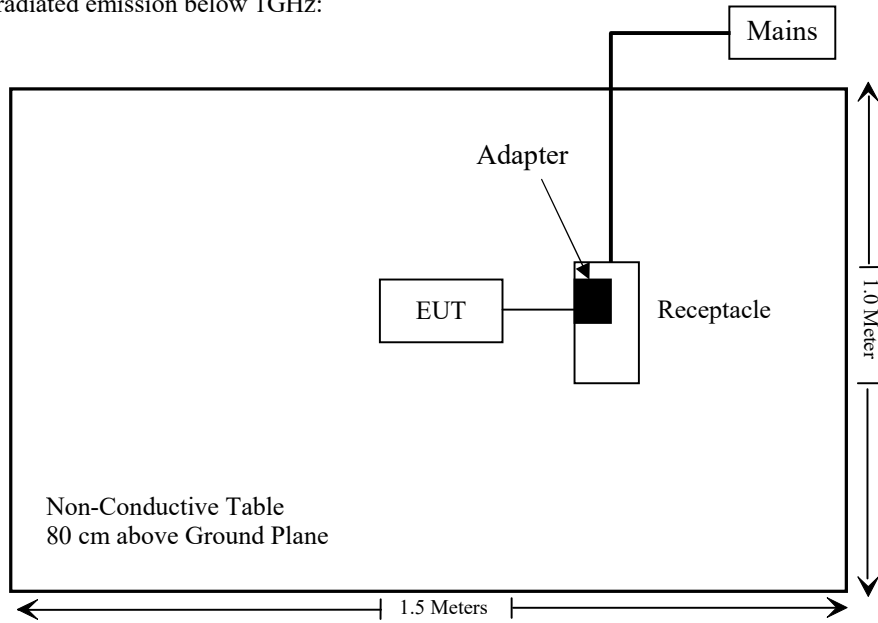 radiated emission below 1GHz:
Mains
Adapter
EUT
Receptacle
1.0 Meter
Non-Conductive Table
80 cm above Ground Plane
1.5 Meters